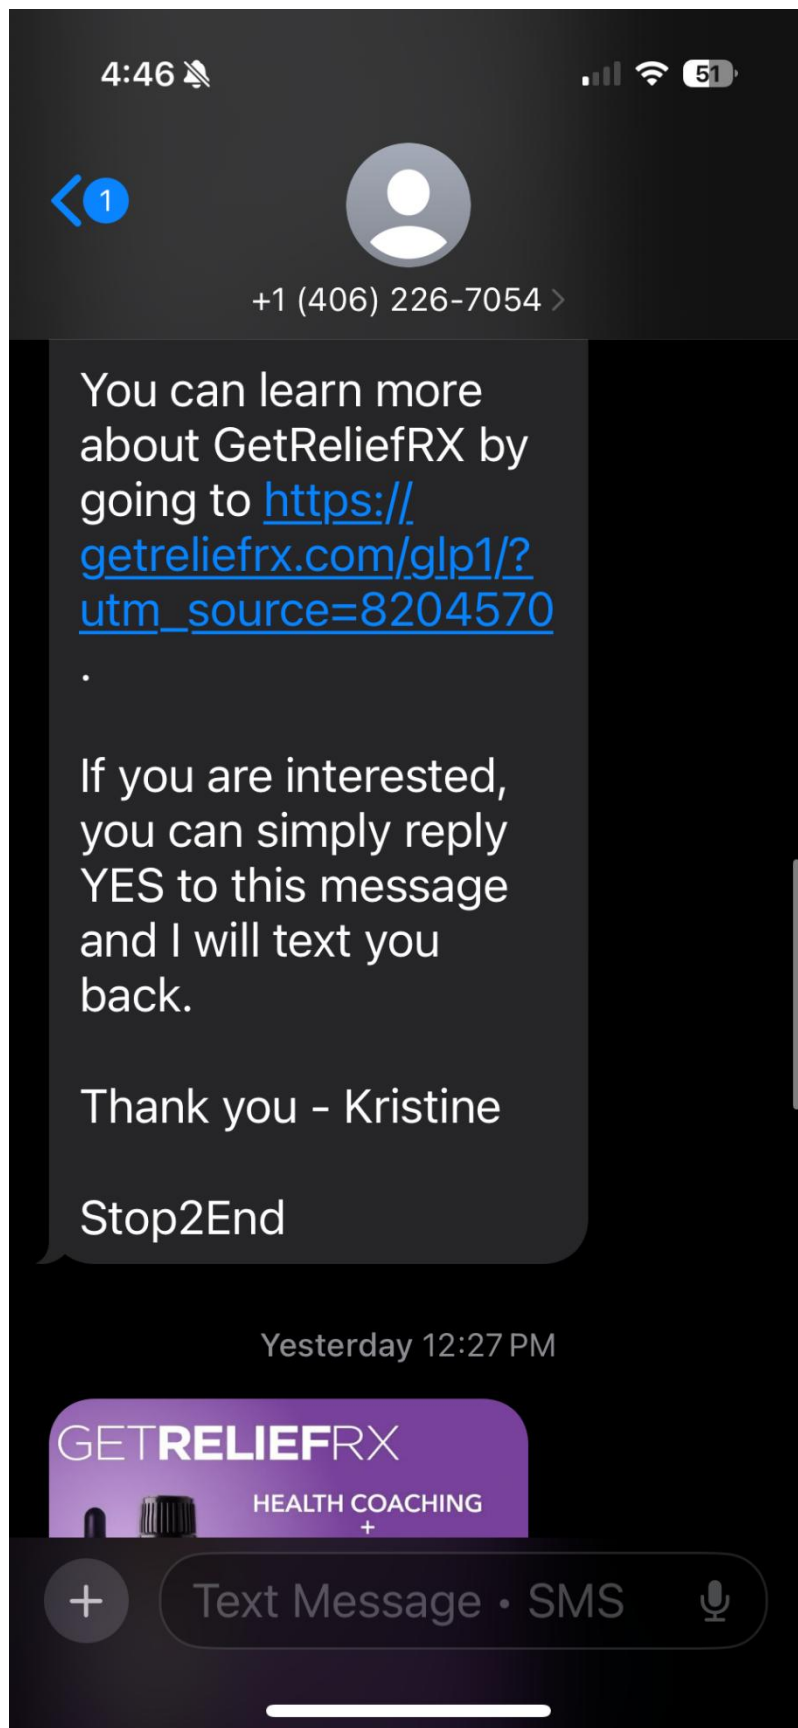 4:46
51
1
+1 (406) 226-7054
You can learn more
about GetReliefRX by
going to https://
getreliefrx.com/glp1/?
utm_source=8204570
.
If you are interested,
you can simply reply
YES to this message
and I will text you
back.
Thank you - Kristine
Stop2End
Yesterday 12:27 PM
GETRELIEFRX
HEALTH COACHING
+
Text Message • SMS